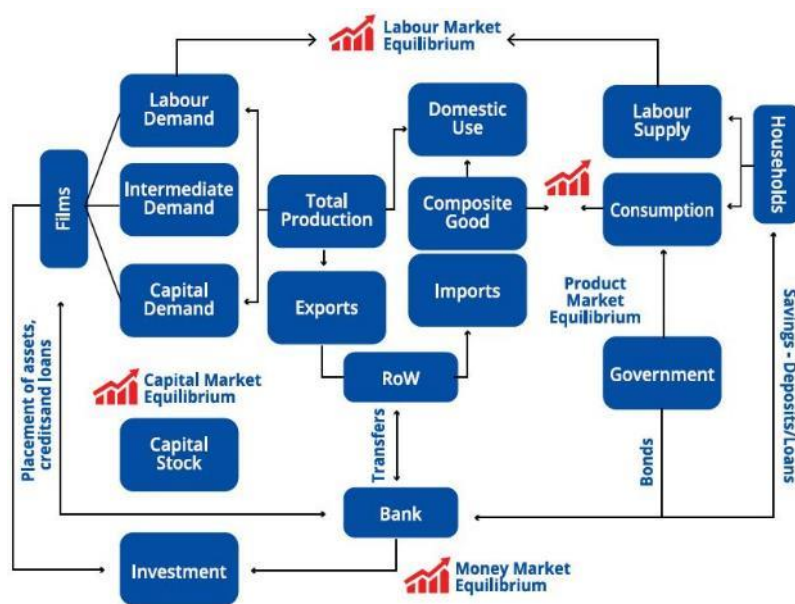 Labour Market
Equilibrium
Labour
Demand
Domestic
Use
Labour
Supply
Households
Films
Intermediate
Demand
Total
Production
Composite
Good
Consumption
Capital
Demand
Exports
Imports
Product
Market
Equilibrium
Placement of assets,
creditsand loans
Capital Market
Equilibrium
RoW
Government
Savings - Deposits/Loans
Capital
Stock
Transfers
Bonds
Bank
Investment
Money Market
Equilibrium